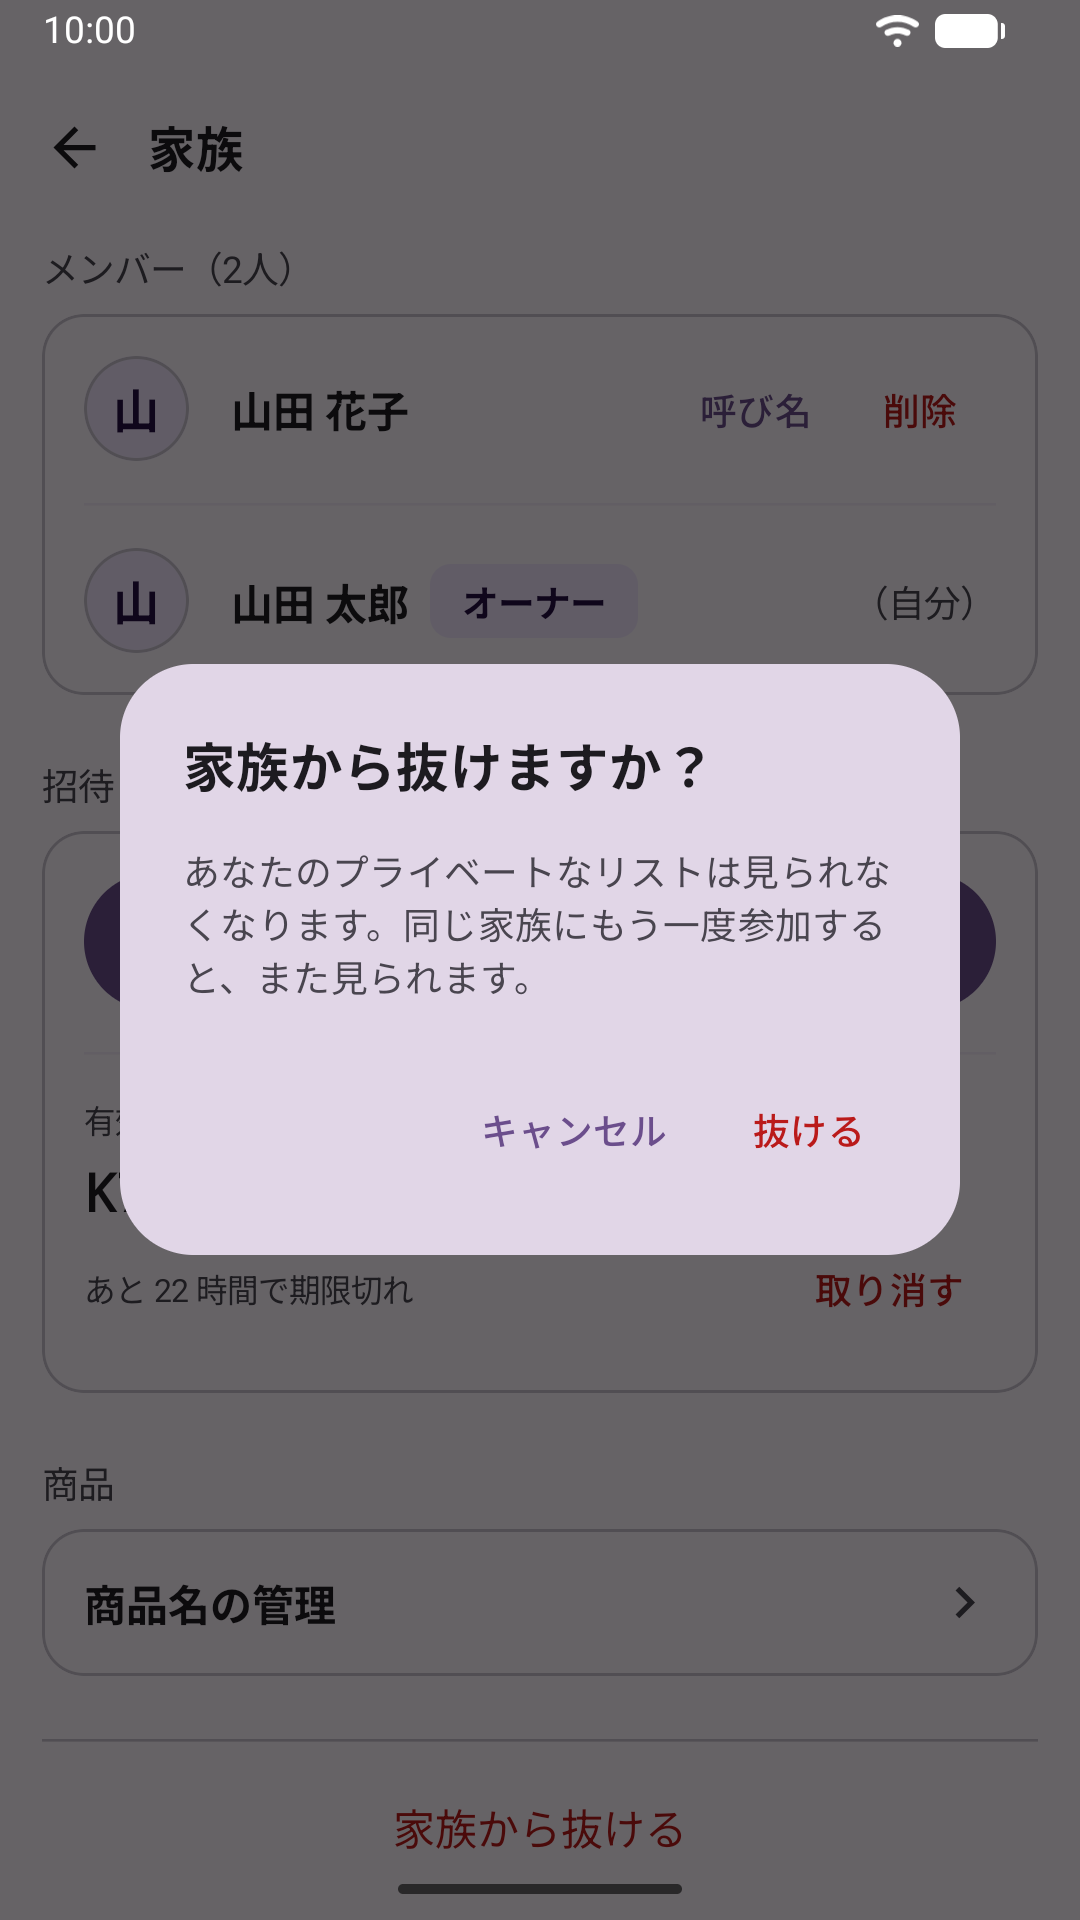 10:00
家族
メンバー（2人）
山
山田 花子
呼び名
削除
山
山田 太郎
オーナー
（自分）
家族から抜けますか？
招待
あなたのプライベートなリストは見られな
くなります。同じ家族にもう一度参加する
と、また見られます。
キャンセル
抜ける
あと 22 時間で期限切れ
取り消す
商品
商品名の管理
家族から抜ける